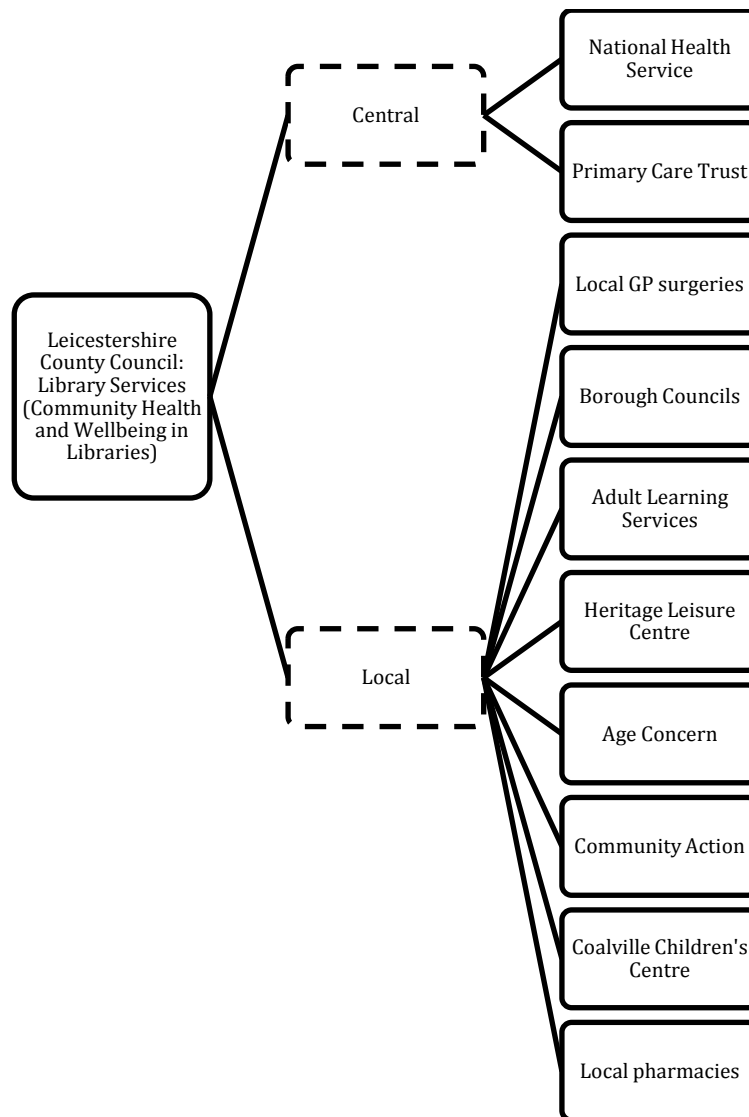 National Health
Service
Central
Primary Care Trust
Local GP surgeries
Leicestershire
County Council:
Library Services
(Community Health
and Wellbeing in
Libraries)
Borough Councils
Adult Learning
Services
Heritage Leisure
Centre
Local
Age Concern
Community Action
Coalville Children's
Centre
Local pharmacies